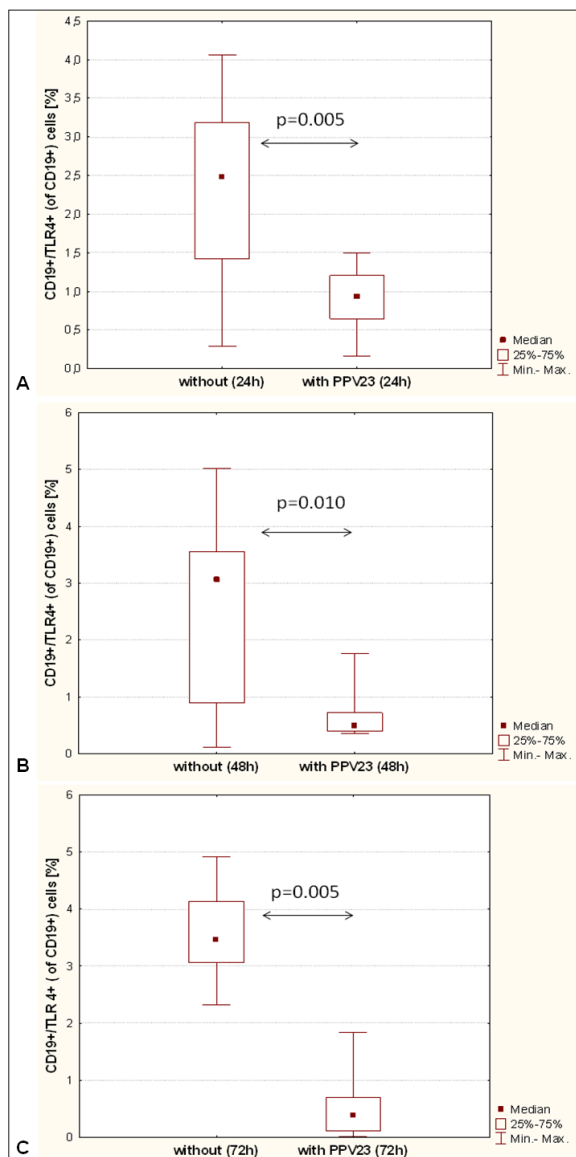 4,5
4,0
3,5
3,0
2,5
2,0
1,5
1,0
0,5
0,0
CD19+/TLR4+ (of CD19+) cells [%]
p=0.005
without (24h) with PPV23 (24h)
Median
25%-75%
Min.- Max.
A
6
5
4
3
2
1
0
CD19+/TLR4+ (of CD19+) cells [%]
p=0.010
without (48h) with PPV23 (48h)
Median
25%-75%
Min.- Max.
B
6
5
4
3
2
1
0
CD19+/TLR 4+ ( of CD19+) cells [%]
p=0.005
without (72h) with PPV23 (72h)
Median
25%-75%
Min.- Max.
C